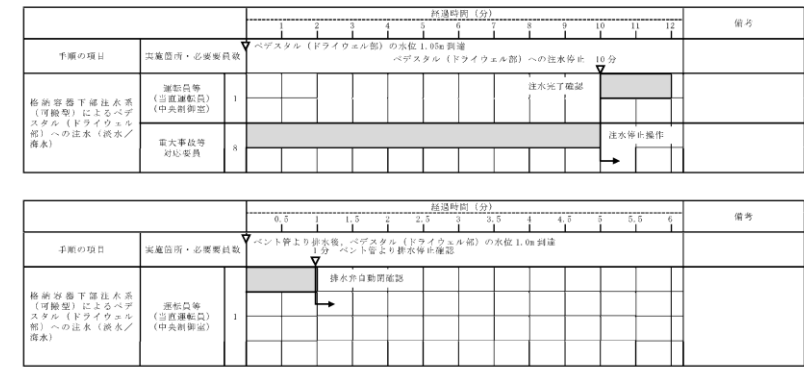 経過時間（分）
備考
1 2 3 4 5 6 7 8 9 10 11 12
手順の項目
実施箇所・必要要員数
ペデスタル（ドライウェル部）の水位 1.05m 到達
ペデスタル（ドライウェル部）への注水停止 10 分
格納容器下部注水系
（可搬型）によるペデ
スタル（ドライウェル
部）への注水（淡水／
海水）
運転員等
（当直運転員）
（中央制御室）
1
注水完了確認
重大事故等
対応要員
8
注水停止操作
経過時間（分）
備考
0.5 1 1.5 2 2.5 3 3.5 4 4.5 5 5.5 6
手順の項目
実施箇所・必要要員数
ベント管より排水後，ペデスタル（ドライウェル部）の水位 1.0m 到達
1 分 ベント管より排水停止確認
格納容器下部注水系
（可搬型）によるペデ
スタル（ドライウェル
部）への注水（淡水／
海水）
運転員等
（当直運転員）
（中央制御室）
1
排水弁自動閉確認